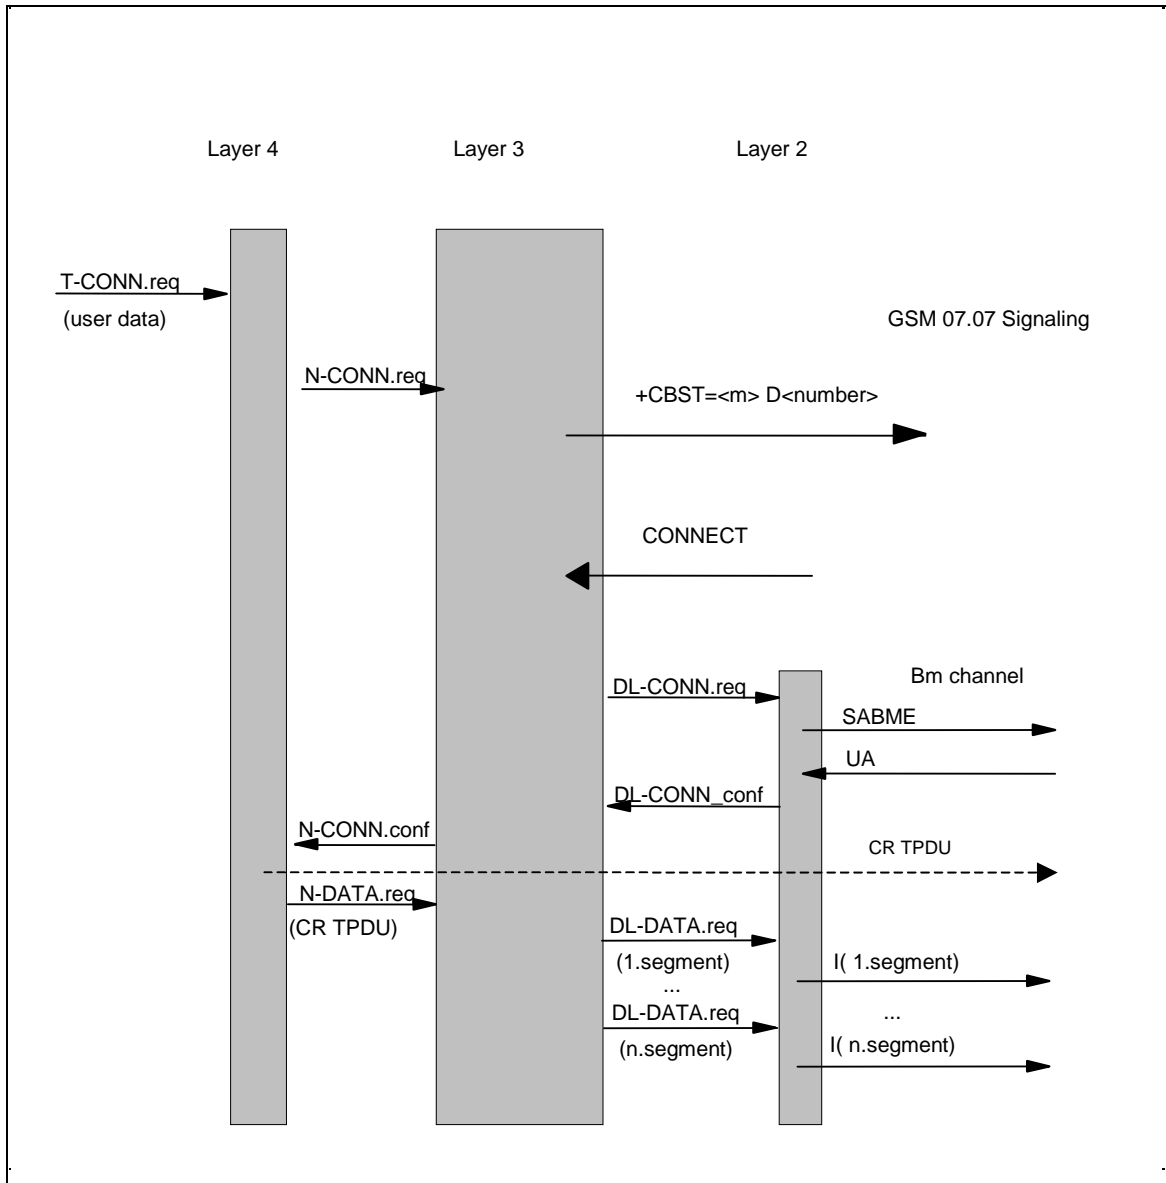 Layer 4 Layer 3 Layer 2
T-CONN.req
(user data)
GSM 07.07 Signaling
N-CONN.req
+CBST=<m> D<number>
CONNECT
Bm channel
DL-CONN.req
SABME
UA
DL-CONN_conf
N-CONN.conf
CR TPDU
N-DATA.req
(CR TPDU)
DL-DATA.req
(1.segment)
I( 1.segment)
...
DL-DATA.req
...
(n.segment)
I( n.segment)